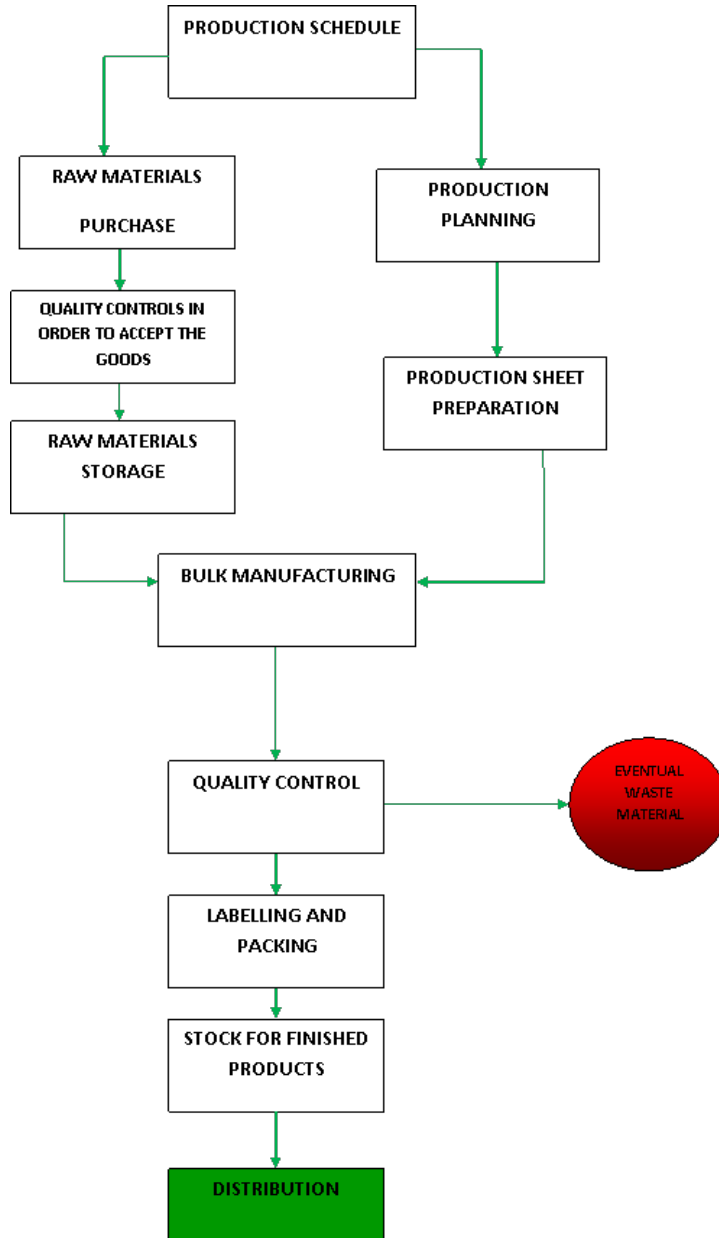 PRODUCTION SCHEDULE
RAW MATERIALS
PURCHASE
PRODUCTION
PLANNING
QUALITY CONTROLS IN
ORDER TO ACCEPT THE
GOODS
PRODUCTION SHEET
PREPARATION
RAW MATERIALS
STORAGE
BULK MANUFACTURING
QUALITY CONTROL
EVENTUAL
WASTE
MATERIAL
LABELLING AND
PACKING
STOCK FOR FINISHED
PRODUCTS
DISTRIBUTION